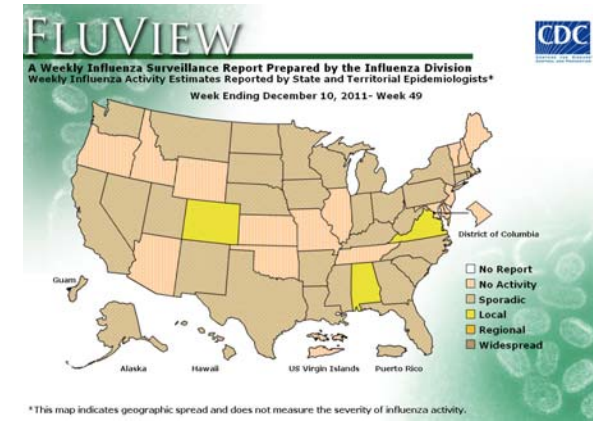 FLUVIEW
CDC
A Weekly Influenza Surveillance Report Prepared by the Influenza Division
Weekly Influenza Activity Estimates Reported by State and Territorial Epidemiologists*
Week Ending December 10, 2011- Week 49
District of Columbia
No Report
No Activity
Sporadic
Local
Regional
Widespread
Guam
Alaska
Hawaii
US Virgin Islands
Puerto Rico
*This map indicates geographic spread and does not measure the severity of influenza activity.